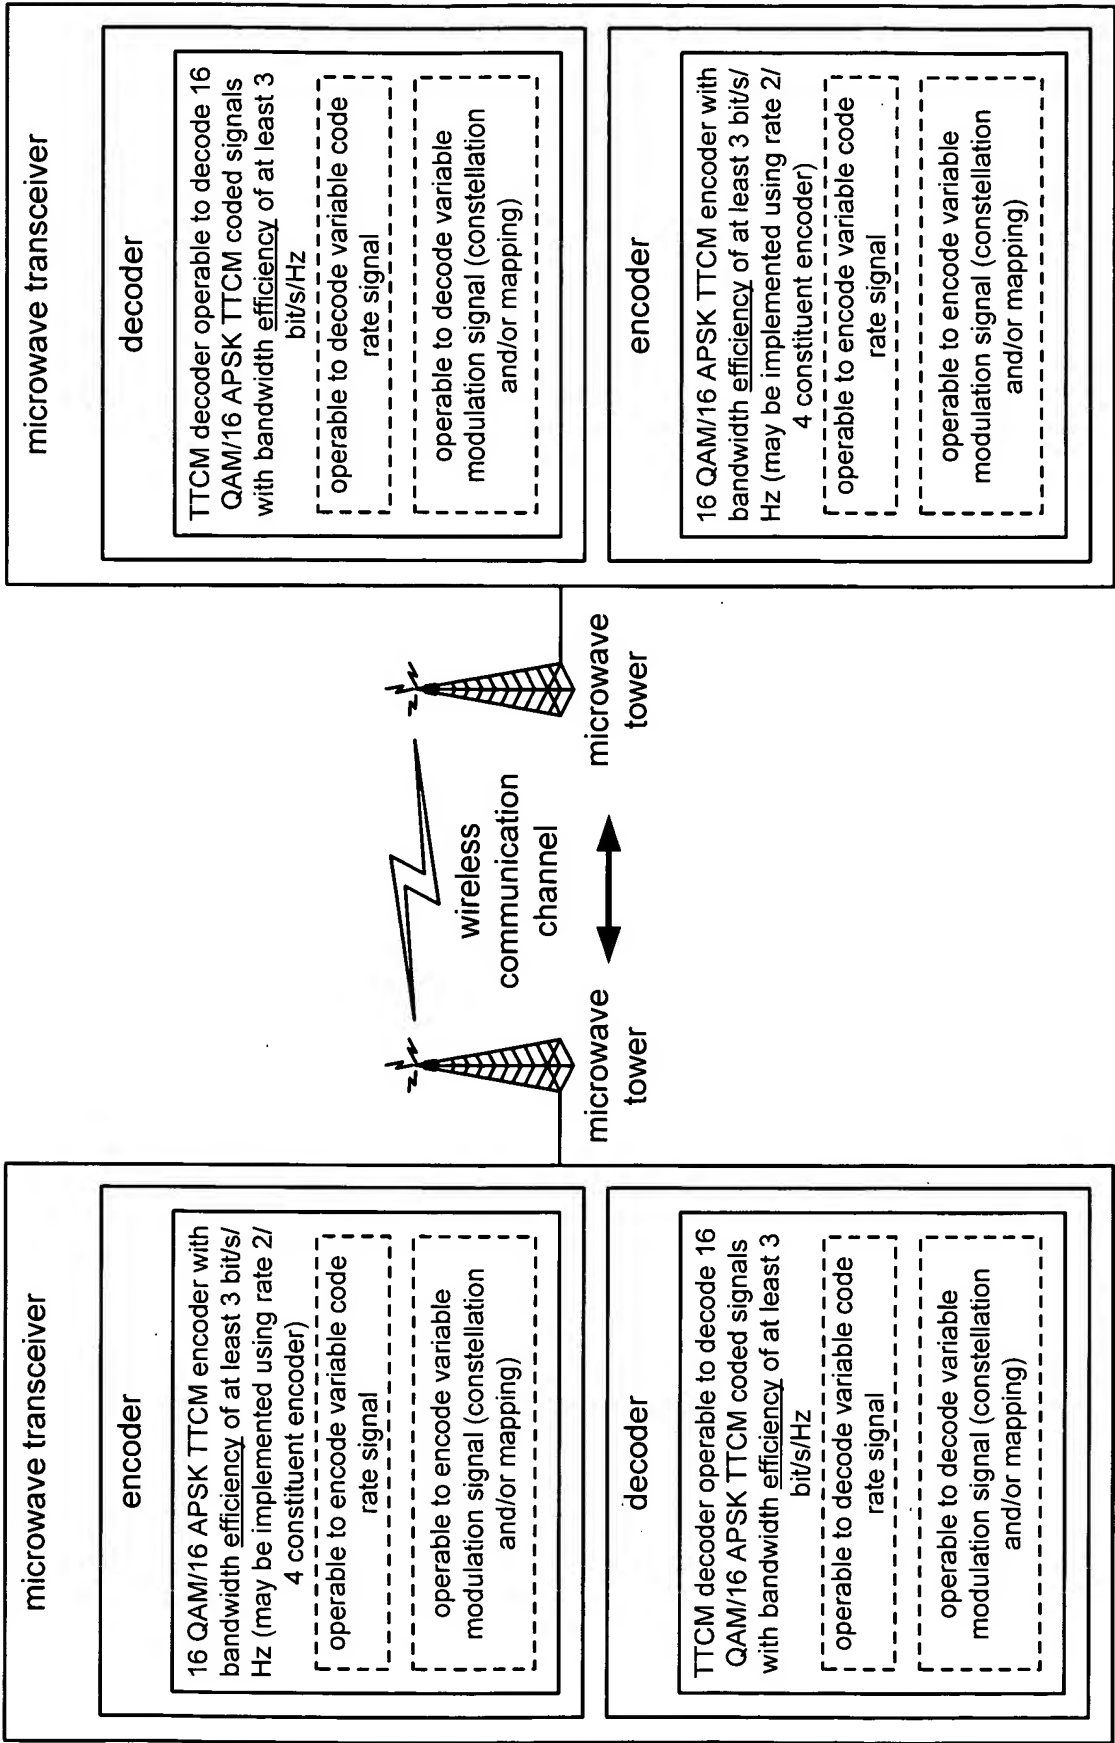 microwave transceiver
encoder
16 QAM/16 APSK TTCM encoder with
bandwidth efficiency of at least 3 bit/s/
Hz (may be implemented using rate 2/
4 constituent encoder)
operable to encode variable code
rate signal
operable to encode variable
modulation signal (constellation
and/or mapping)
decoder
TTCM decoder operable to decode 16
QAM/16 APSK TTCM coded signals
with bandwidth efficiency of at least 3
bit/s/Hz
operable to decode variable code
rate signal
operable to decode variable
modulation signal (constellation
and/or mapping)
microwave
tower
wireless
communication
channel
microwave
tower
microwave transceiver
decoder
TTCM decoder operable to decode 16
QAM/16 APSK TTCM coded signals
with bandwidth efficiency of at least 3
bit/s/Hz
operable to decode variable code
rate signal
operable to decode variable
modulation signal (constellation
and/or mapping)
encoder
16 QAM/16 APSK TTCM encoder with
bandwidth efficiency of at least 3 bit/s/
Hz (may be implemented using rate 2/
4 constituent encoder)
operable to encode variable code
rate signal
operable to encode variable
modulation signal (constellation
and/or mapping)